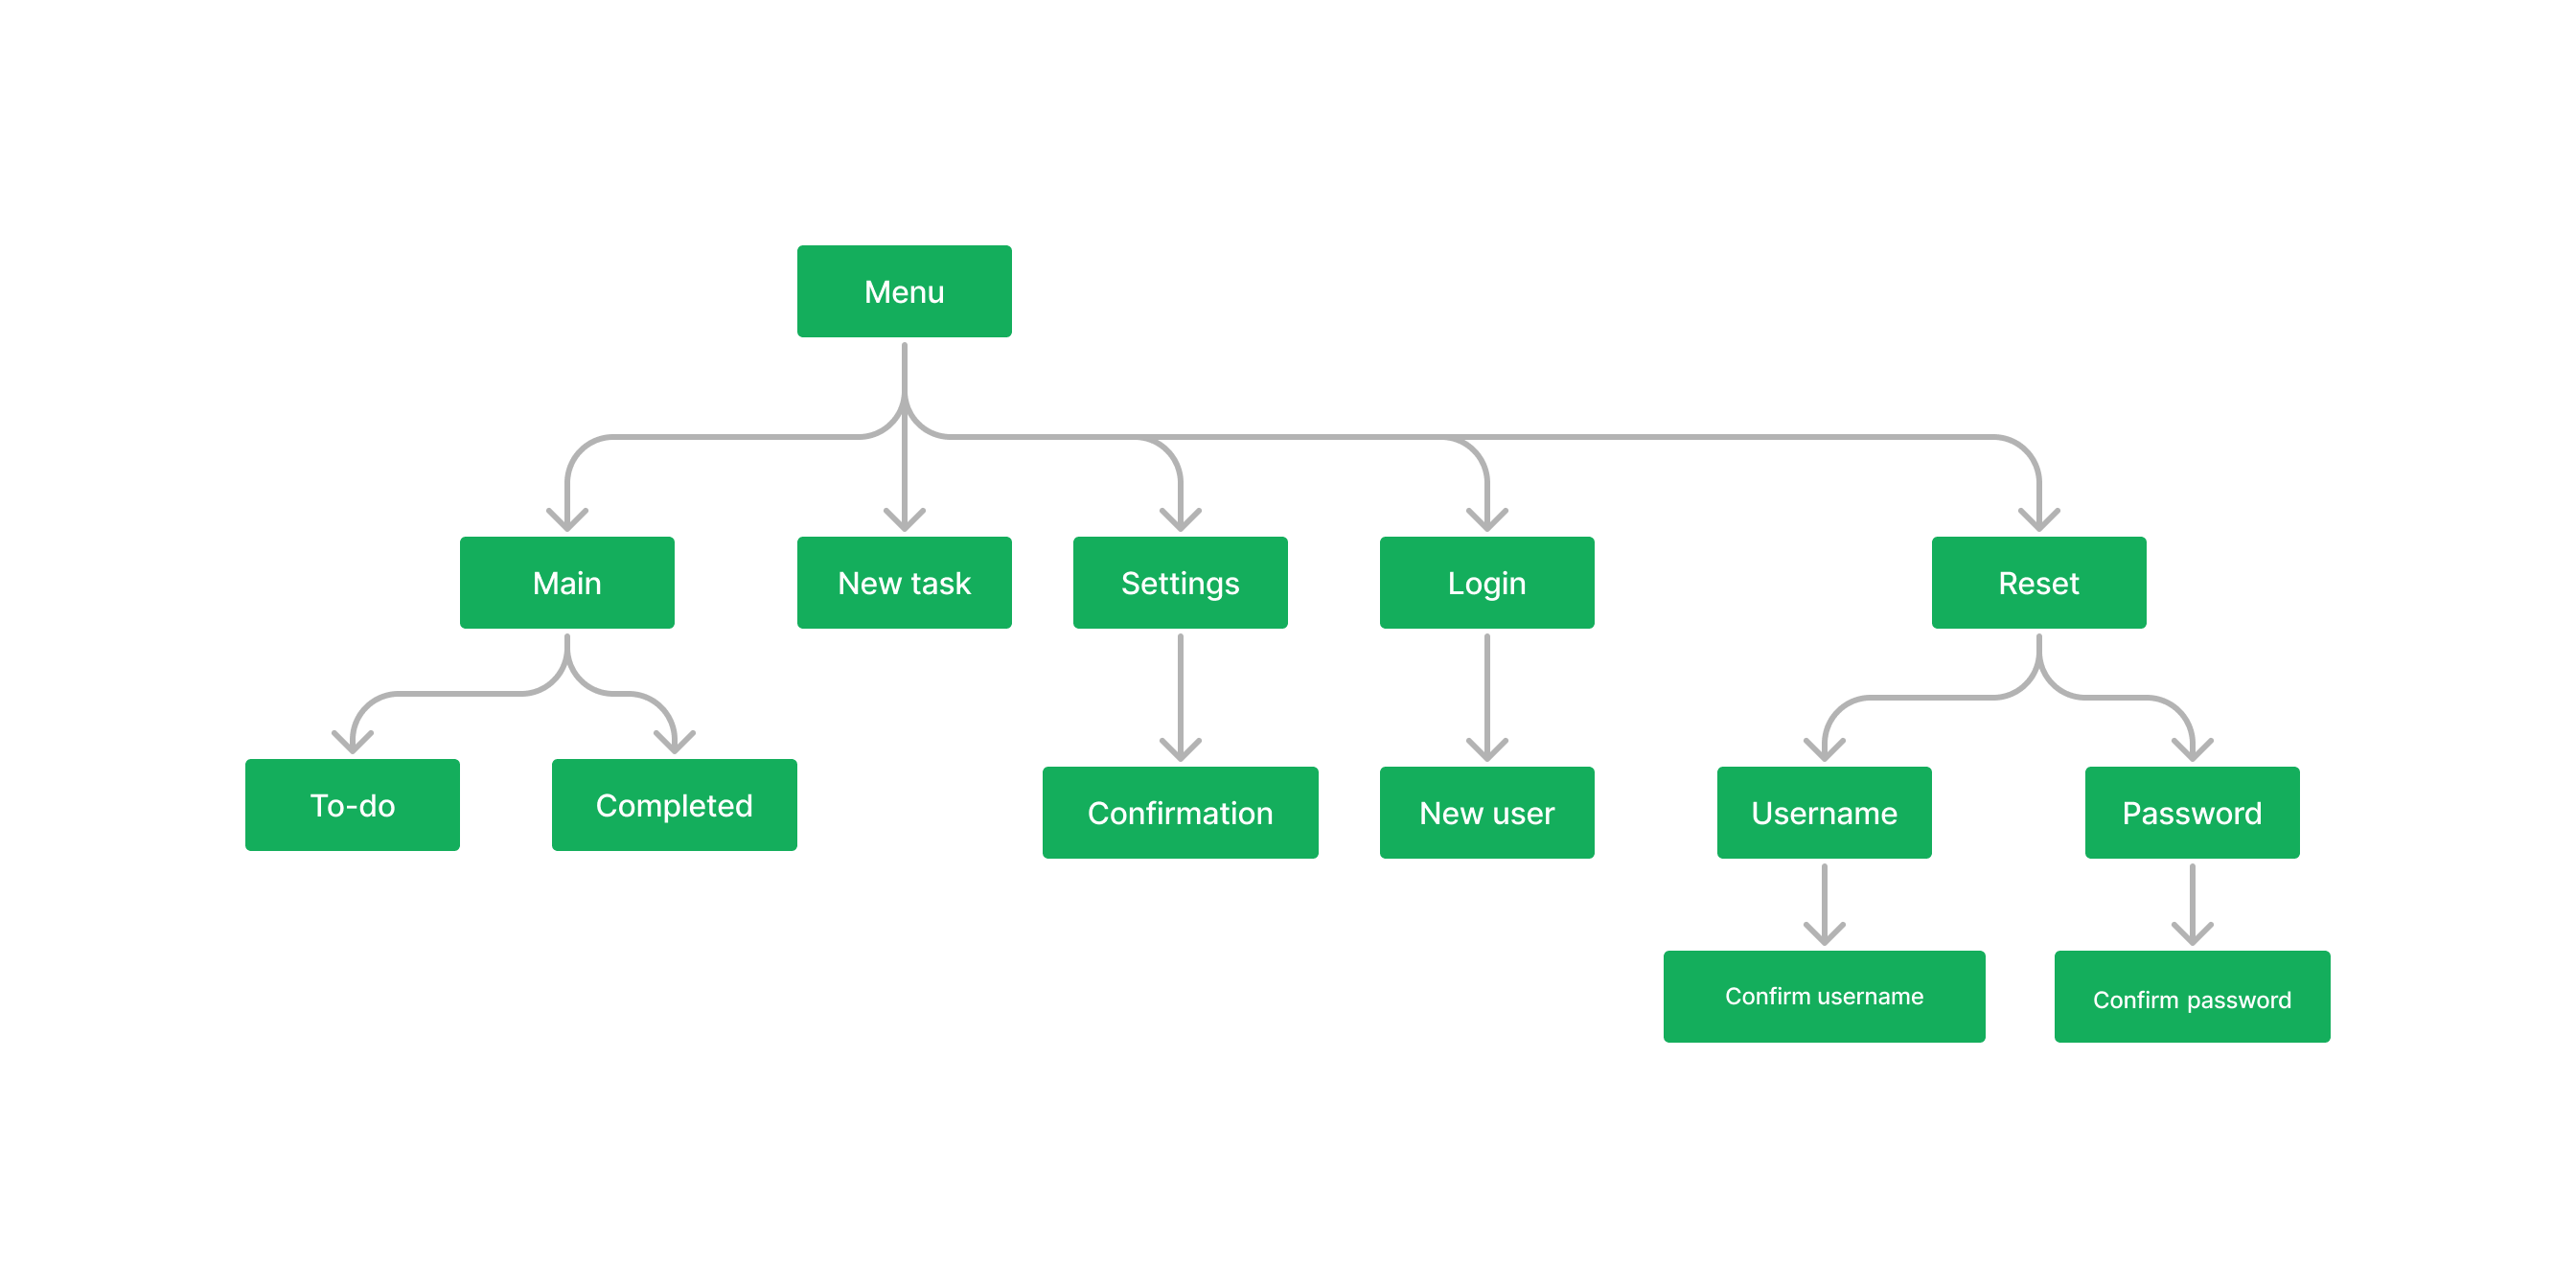 Menu
Main
New task
Settings
Login
Reset
To-do
Completed
Confirmation
New user
Username
Password
Confirm username
Confirm password